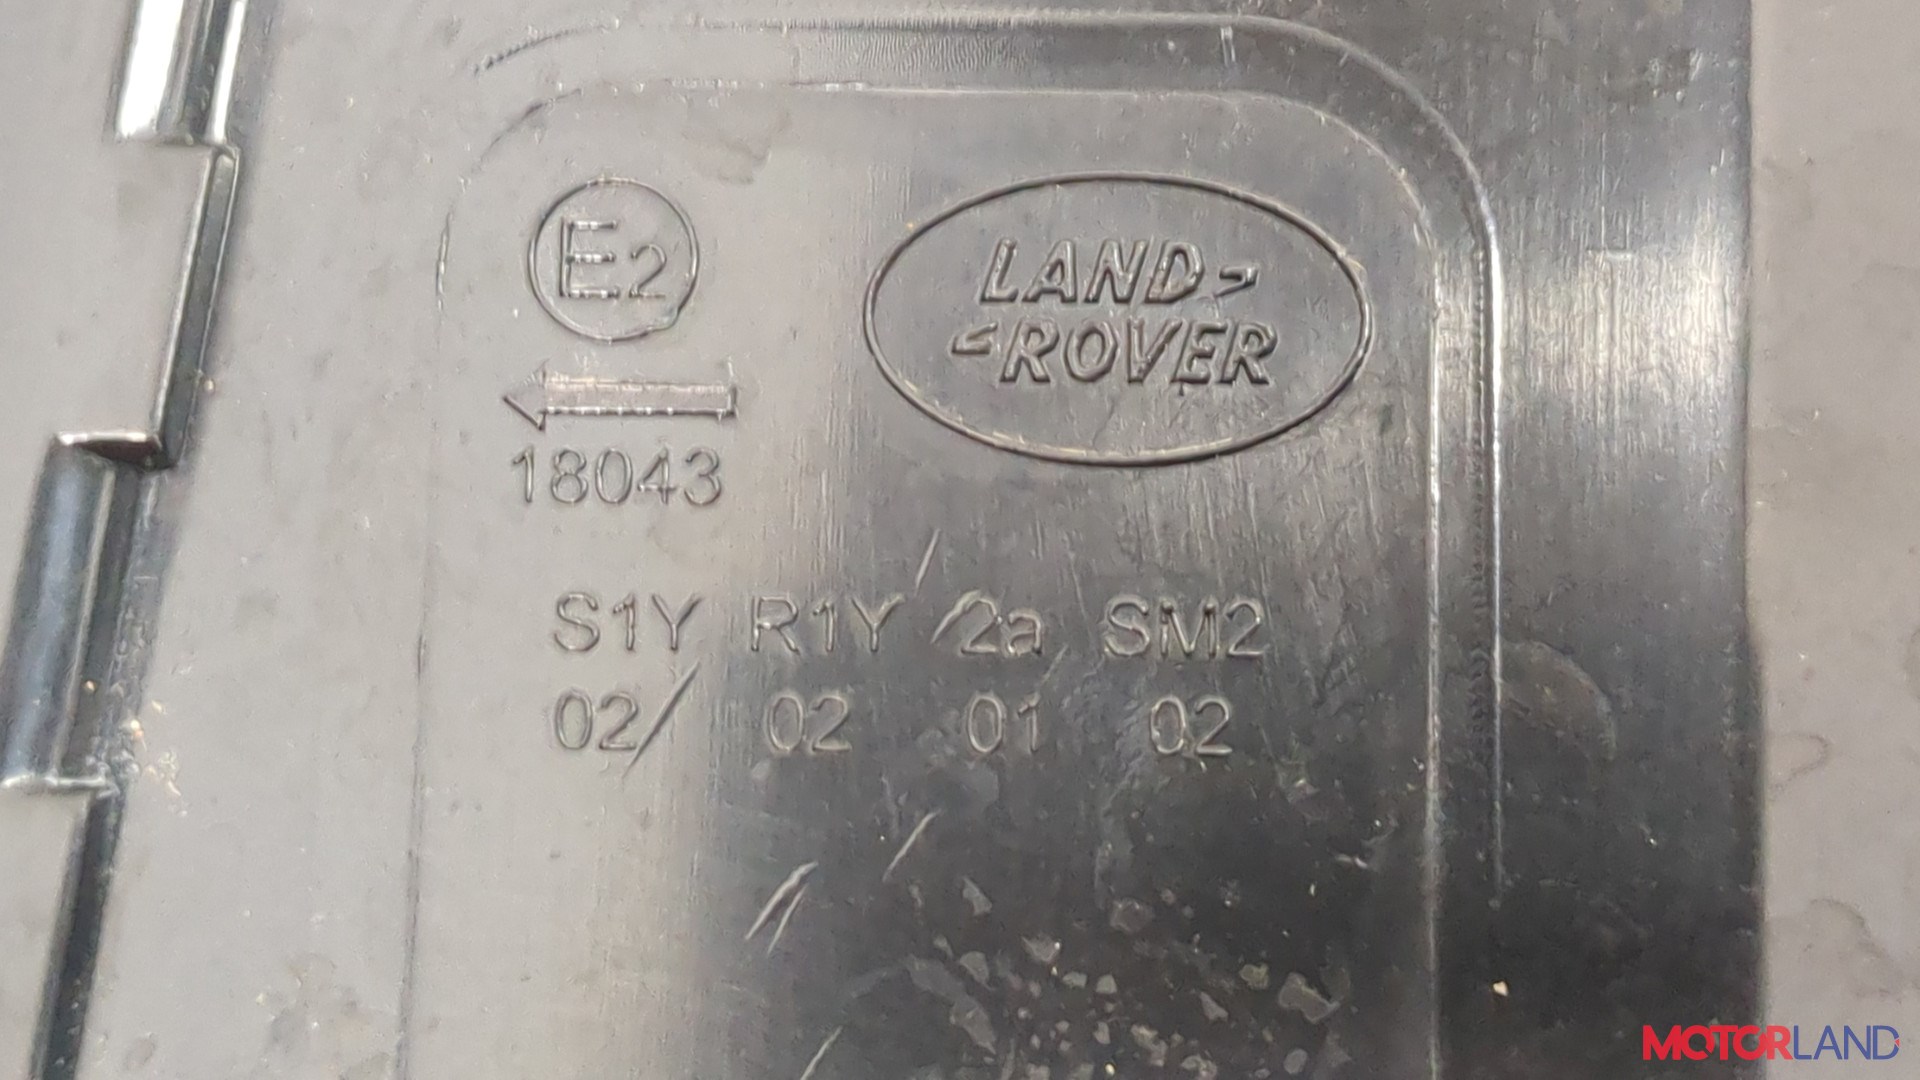 E2
LAND-
-ROVER
18043
S1Y R1Y 2a SM2
02 02 01 02
MOTORLAND